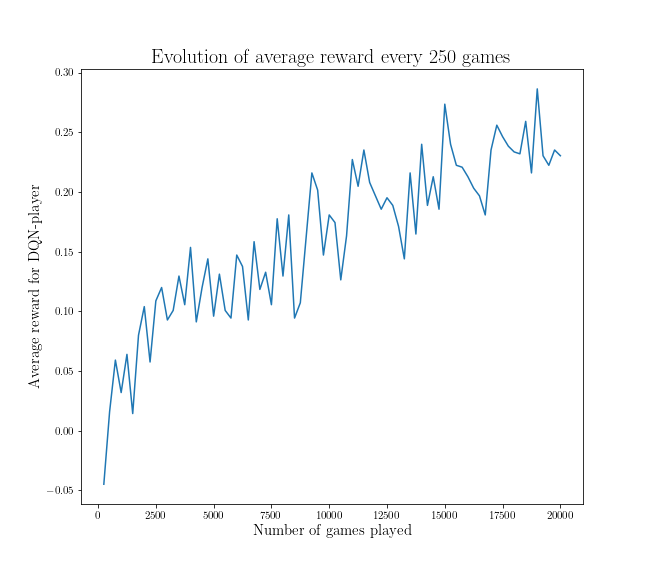 Evolution of average reward every 250 games
Average reward for DQN-player
0.30
0.25
0.20
0.15
0.10
0.05
0.00
−0.05
0 2500 5000 7500 10000 12500 15000 17500 20000
Number of games played